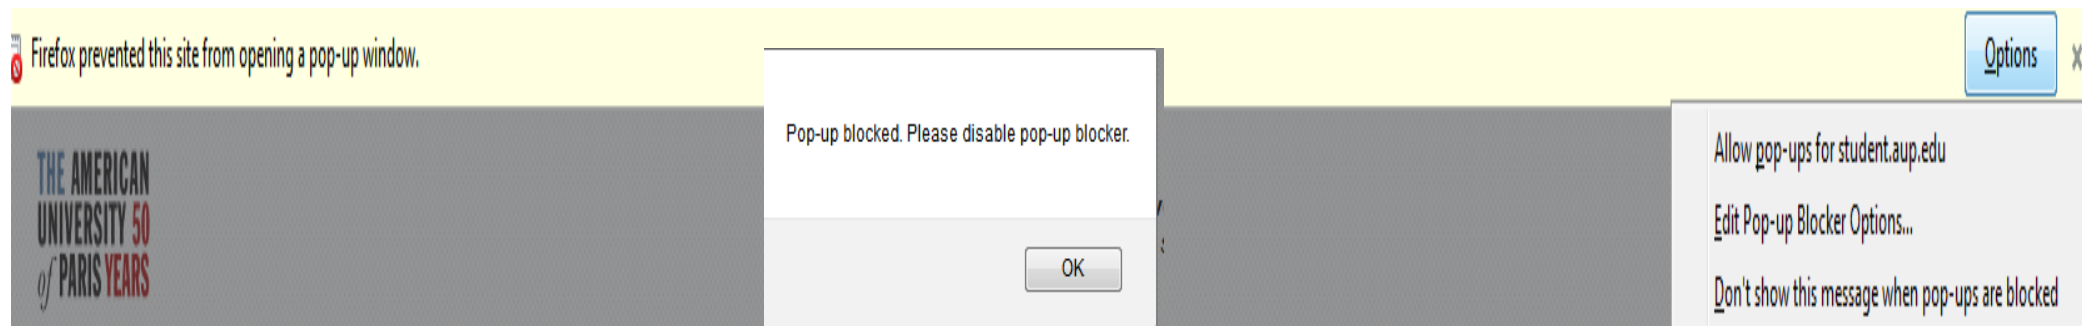 Firefox prevented this site from opening a pop-up window.
Options
Pop-up blocked. Please disable pop-up blocker.
OK
THE AMERICAN
UNIVERSITY 50
of PARIS YEARS
Allow pop-ups for student.aup.edu
Edit Pop-up Blocker Options...
Don't show this message when pop-ups are blocked